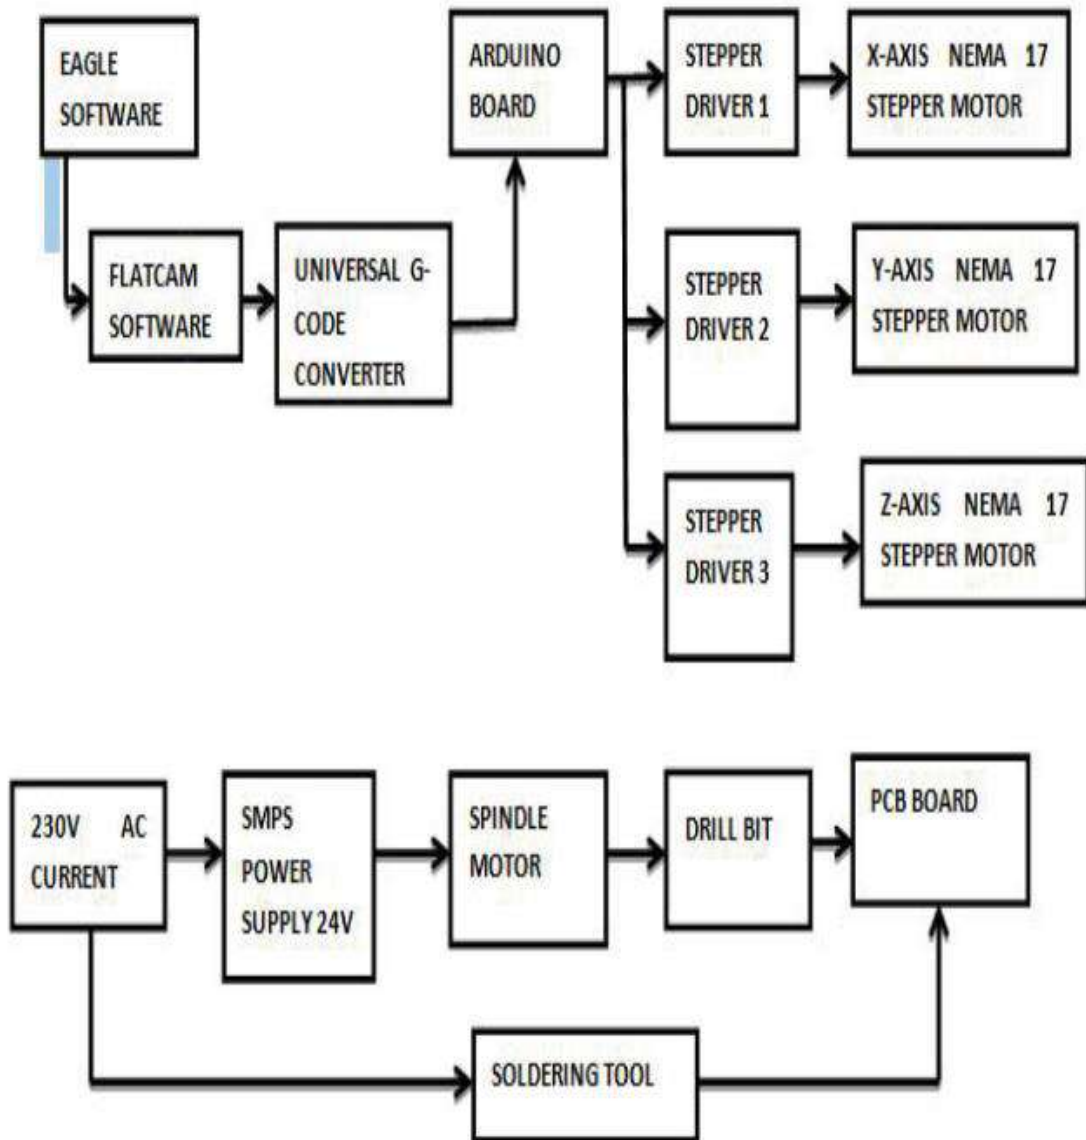 EAGLE
SOFTWARE
FLATCAM
SOFTWARE
UNIVERSAL G-
CODE
CONVERTER
ARDUINO
BOARD
STEPPER
DRIVER 1
X-AXIS NEMA 17
STEPPER MOTOR
STEPPER
DRIVER 2
Y-AXIS NEMA 17
STEPPER MOTOR
STEPPER
DRIVER 3
Z-AXIS NEMA 17
STEPPER MOTOR
230V AC
CURRENT
SMPS
POWER
SUPPLY 24V
SPINDLE
MOTOR
DRILL BIT
PCB BOARD
SOLDERING TOOL